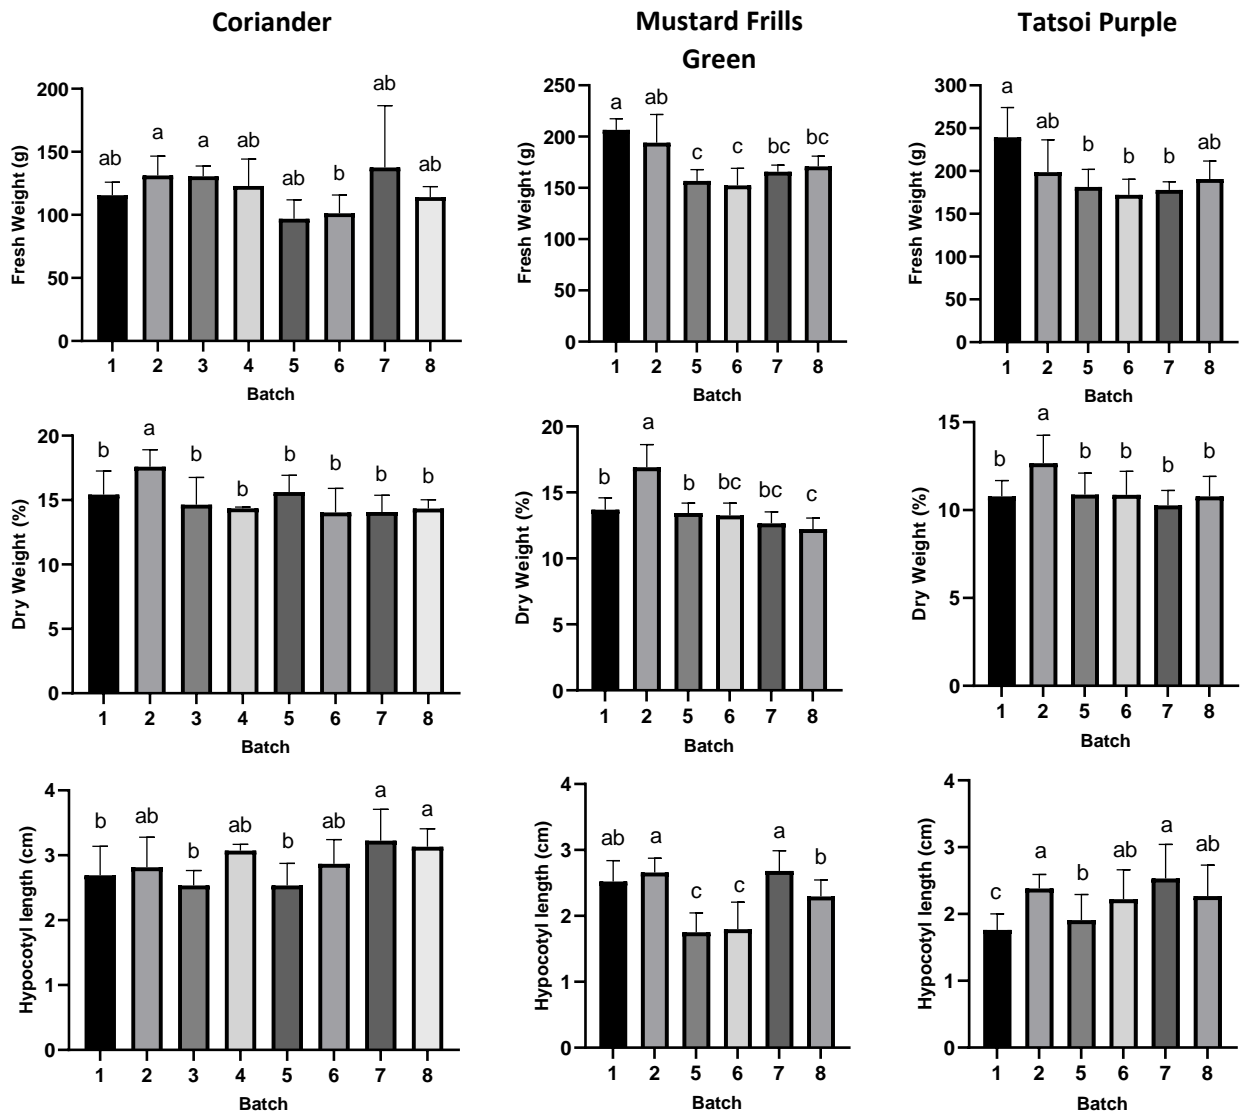 Coriander
Mustard Frills
Green
Tatsoi Purple
Fresh Weight (g)
200
150
100
50
0
ab
a
a
ab
ab
b
ab
ab
1 2 3 4 5 6 7 8
Batch
Fresh Weight (g)
250
200
150
100
50
0
a
ab
c
c
bc
bc
1 2 5 6 7 8
Batch
Fresh Weight (g)
300
250
200
150
100
50
0
a
ab
b
b
b
ab
1 2 5 6 7 8
Batch
Dry Weight (%)
20
15
10
5
0
b
a
b
b
b
b
b
b
1 2 3 4 5 6 7 8
Batch
Dry Weight (%)
20
15
10
5
0
b
a
b
bc
bc
c
1 2 5 6 7 8
Batch
Dry Weight (%)
15
10
5
0
b
a
b
b
b
b
1 2 5 6 7 8
Batch
Hypocotyl length (cm)
4
3
2
1
0
b
ab
b
ab
b
ab
a
a
1 2 3 4 5 6 7 8
Batch
Hypocotyl length (cm)
4
3
2
1
0
ab
a
c
c
a
b
1 2 5 6 7 8
Batch
Hypocotyl length (cm)
4
3
2
1
0
c
a
b
ab
a
ab
1 2 5 6 7 8
Batch